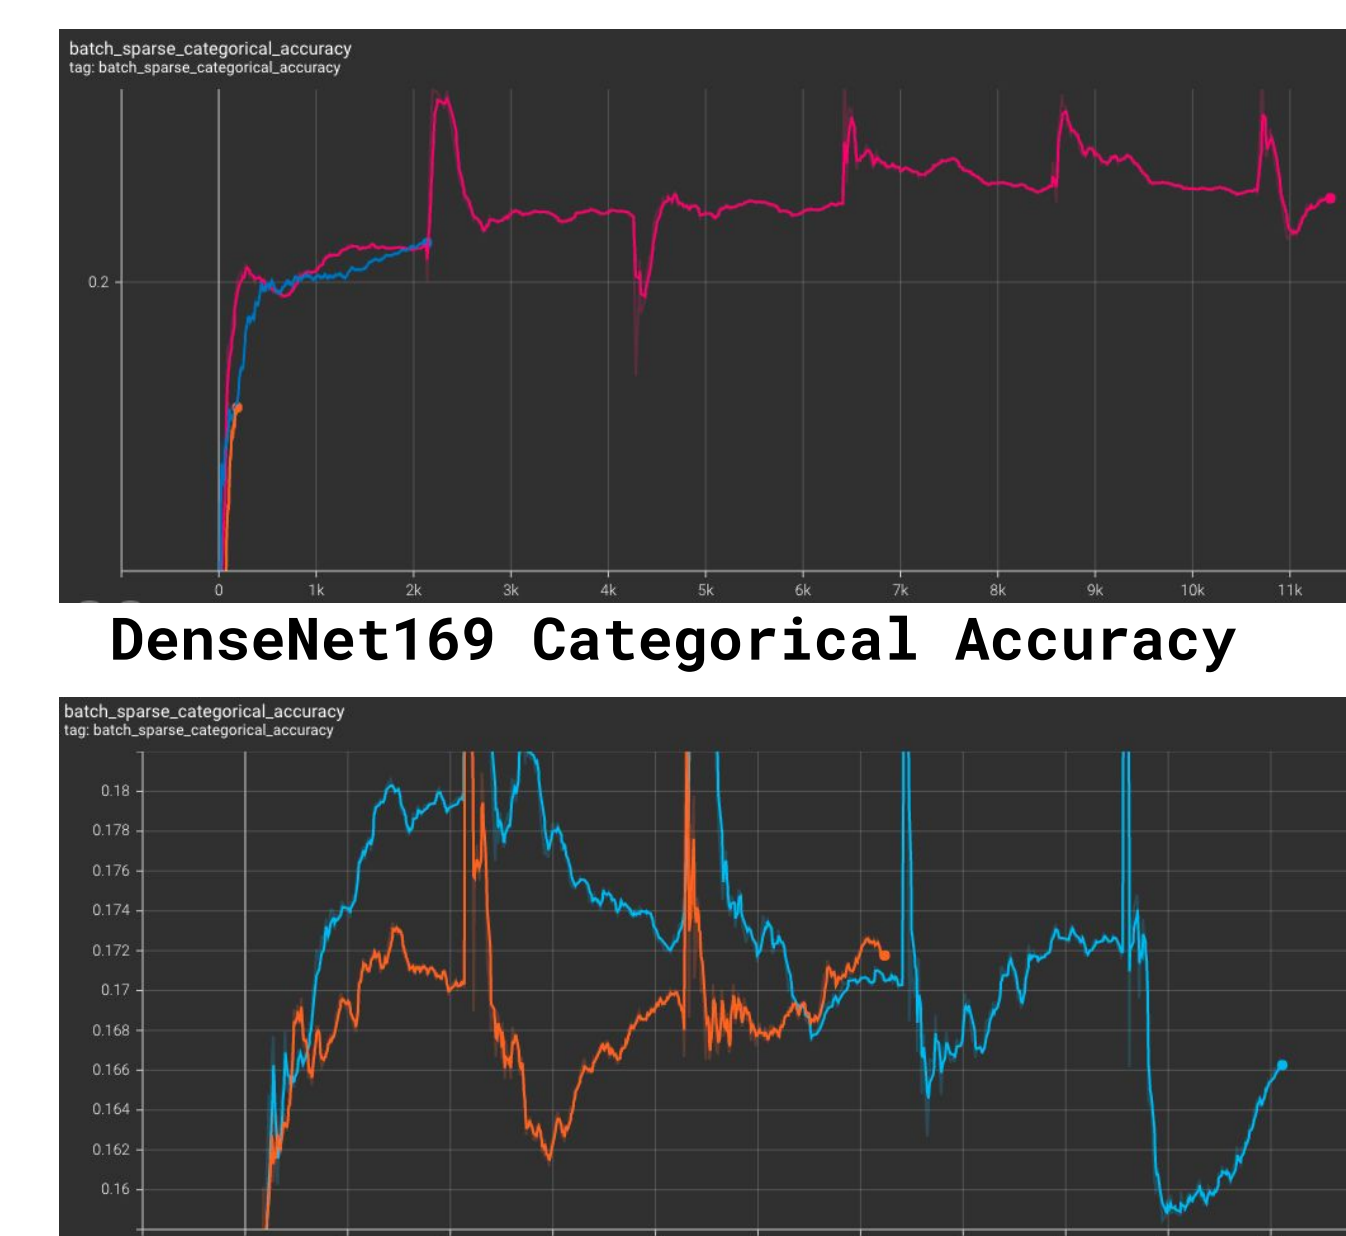 batch_sparse_categorical_accuracy
tag: batch_sparse_categorical_accuracy
0.2
0 1k 2k 3k 4k 5k 6k 7k 8k 9k 10k 11k
DenseNet169 Categorical Accuracy
batch_sparse_categorical_accuracy
tag: batch_sparse_categorical_accuracy
0.18
0.178
0.176
0.174
0.172
0.17
0.168
0.166
0.164
0.162
0.16